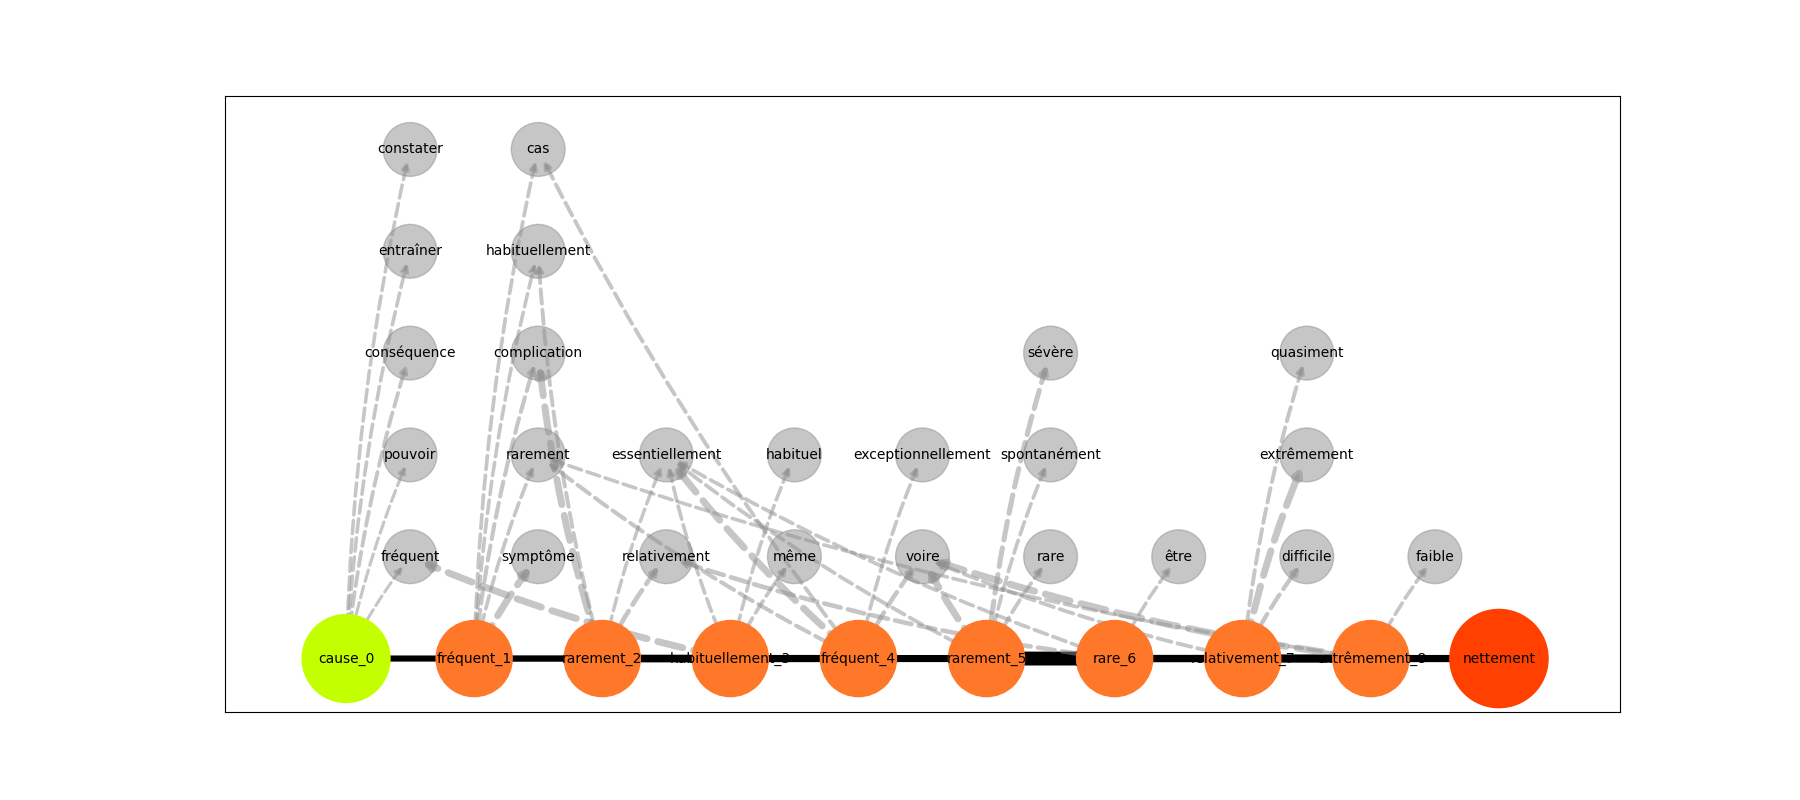 constater cas
entraîner habituellement
conséquence complication sévère quasiment
pouvoir rarement essentiellement habituel exceptionnellement spontanément extrêmement
fréquent symptôme relativement même voire rare être difficile faible
cause_0 fréquent_1 rarement_2 habituellement_3 fréquent_4 rarement_5 rare_6 relativement_7 extrêmement_8 nettement